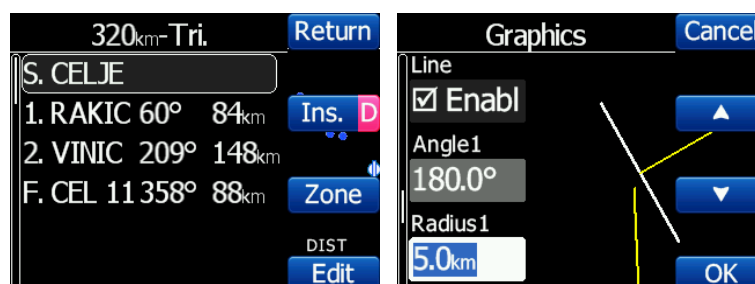 320km-Tri.
Return
S. CELJE
1. RAKIC 60° 84km
Ins. D
2. VINIC 209° 148km
F. CEL 11 358° 88km
Zone
DIST
Edit
Graphics
Cancel
Line
Enabl
Angle1
180.0°
Radius1
5.0km
OK